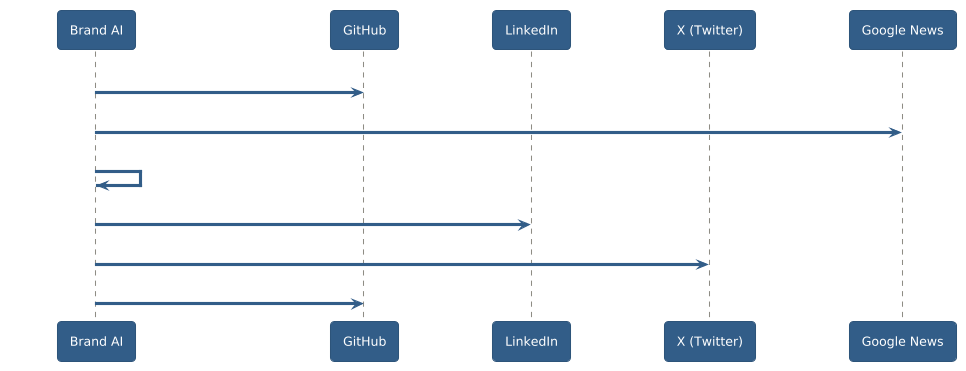 Brand AI
GitHub
LinkedIn
X (Twitter)
Google News
Brand AI
GitHub
LinkedIn
X (Twitter)
Google News